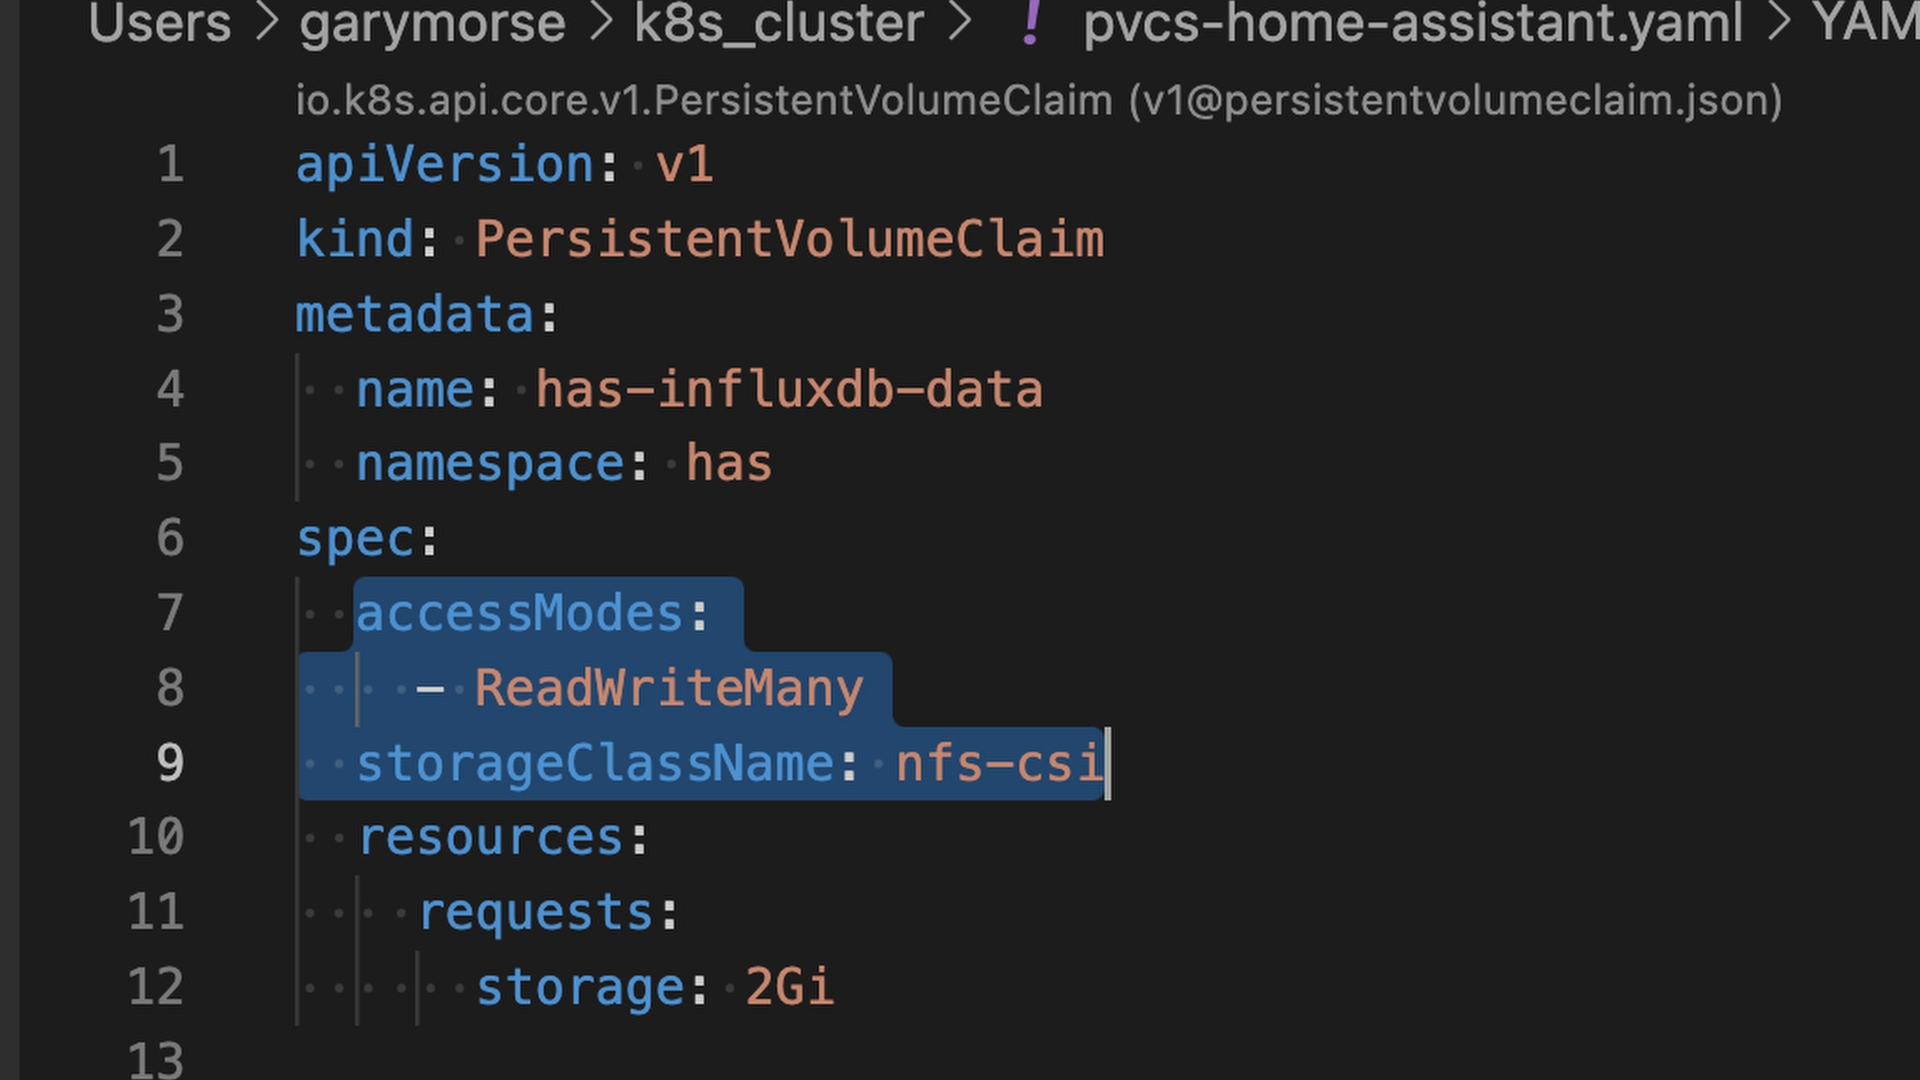 Users > garymorse > k8s_cluster > ! pvcs-home-assistant.yaml > YAM
io.k8s.api.core.v1.PersistentVolumeClaim (v1@persistentvolumeclaim.json)
1 apiVersion: v1
2 kind: PersistentVolumeClaim
3 metadata:
4   name: has-influxdb-data
5   namespace: has
6 spec:
7   accessModes:
8     - ReadWriteMany
9   storageClassName: nfs-csi
10   resources:
11     requests:
12       storage: 2Gi
13